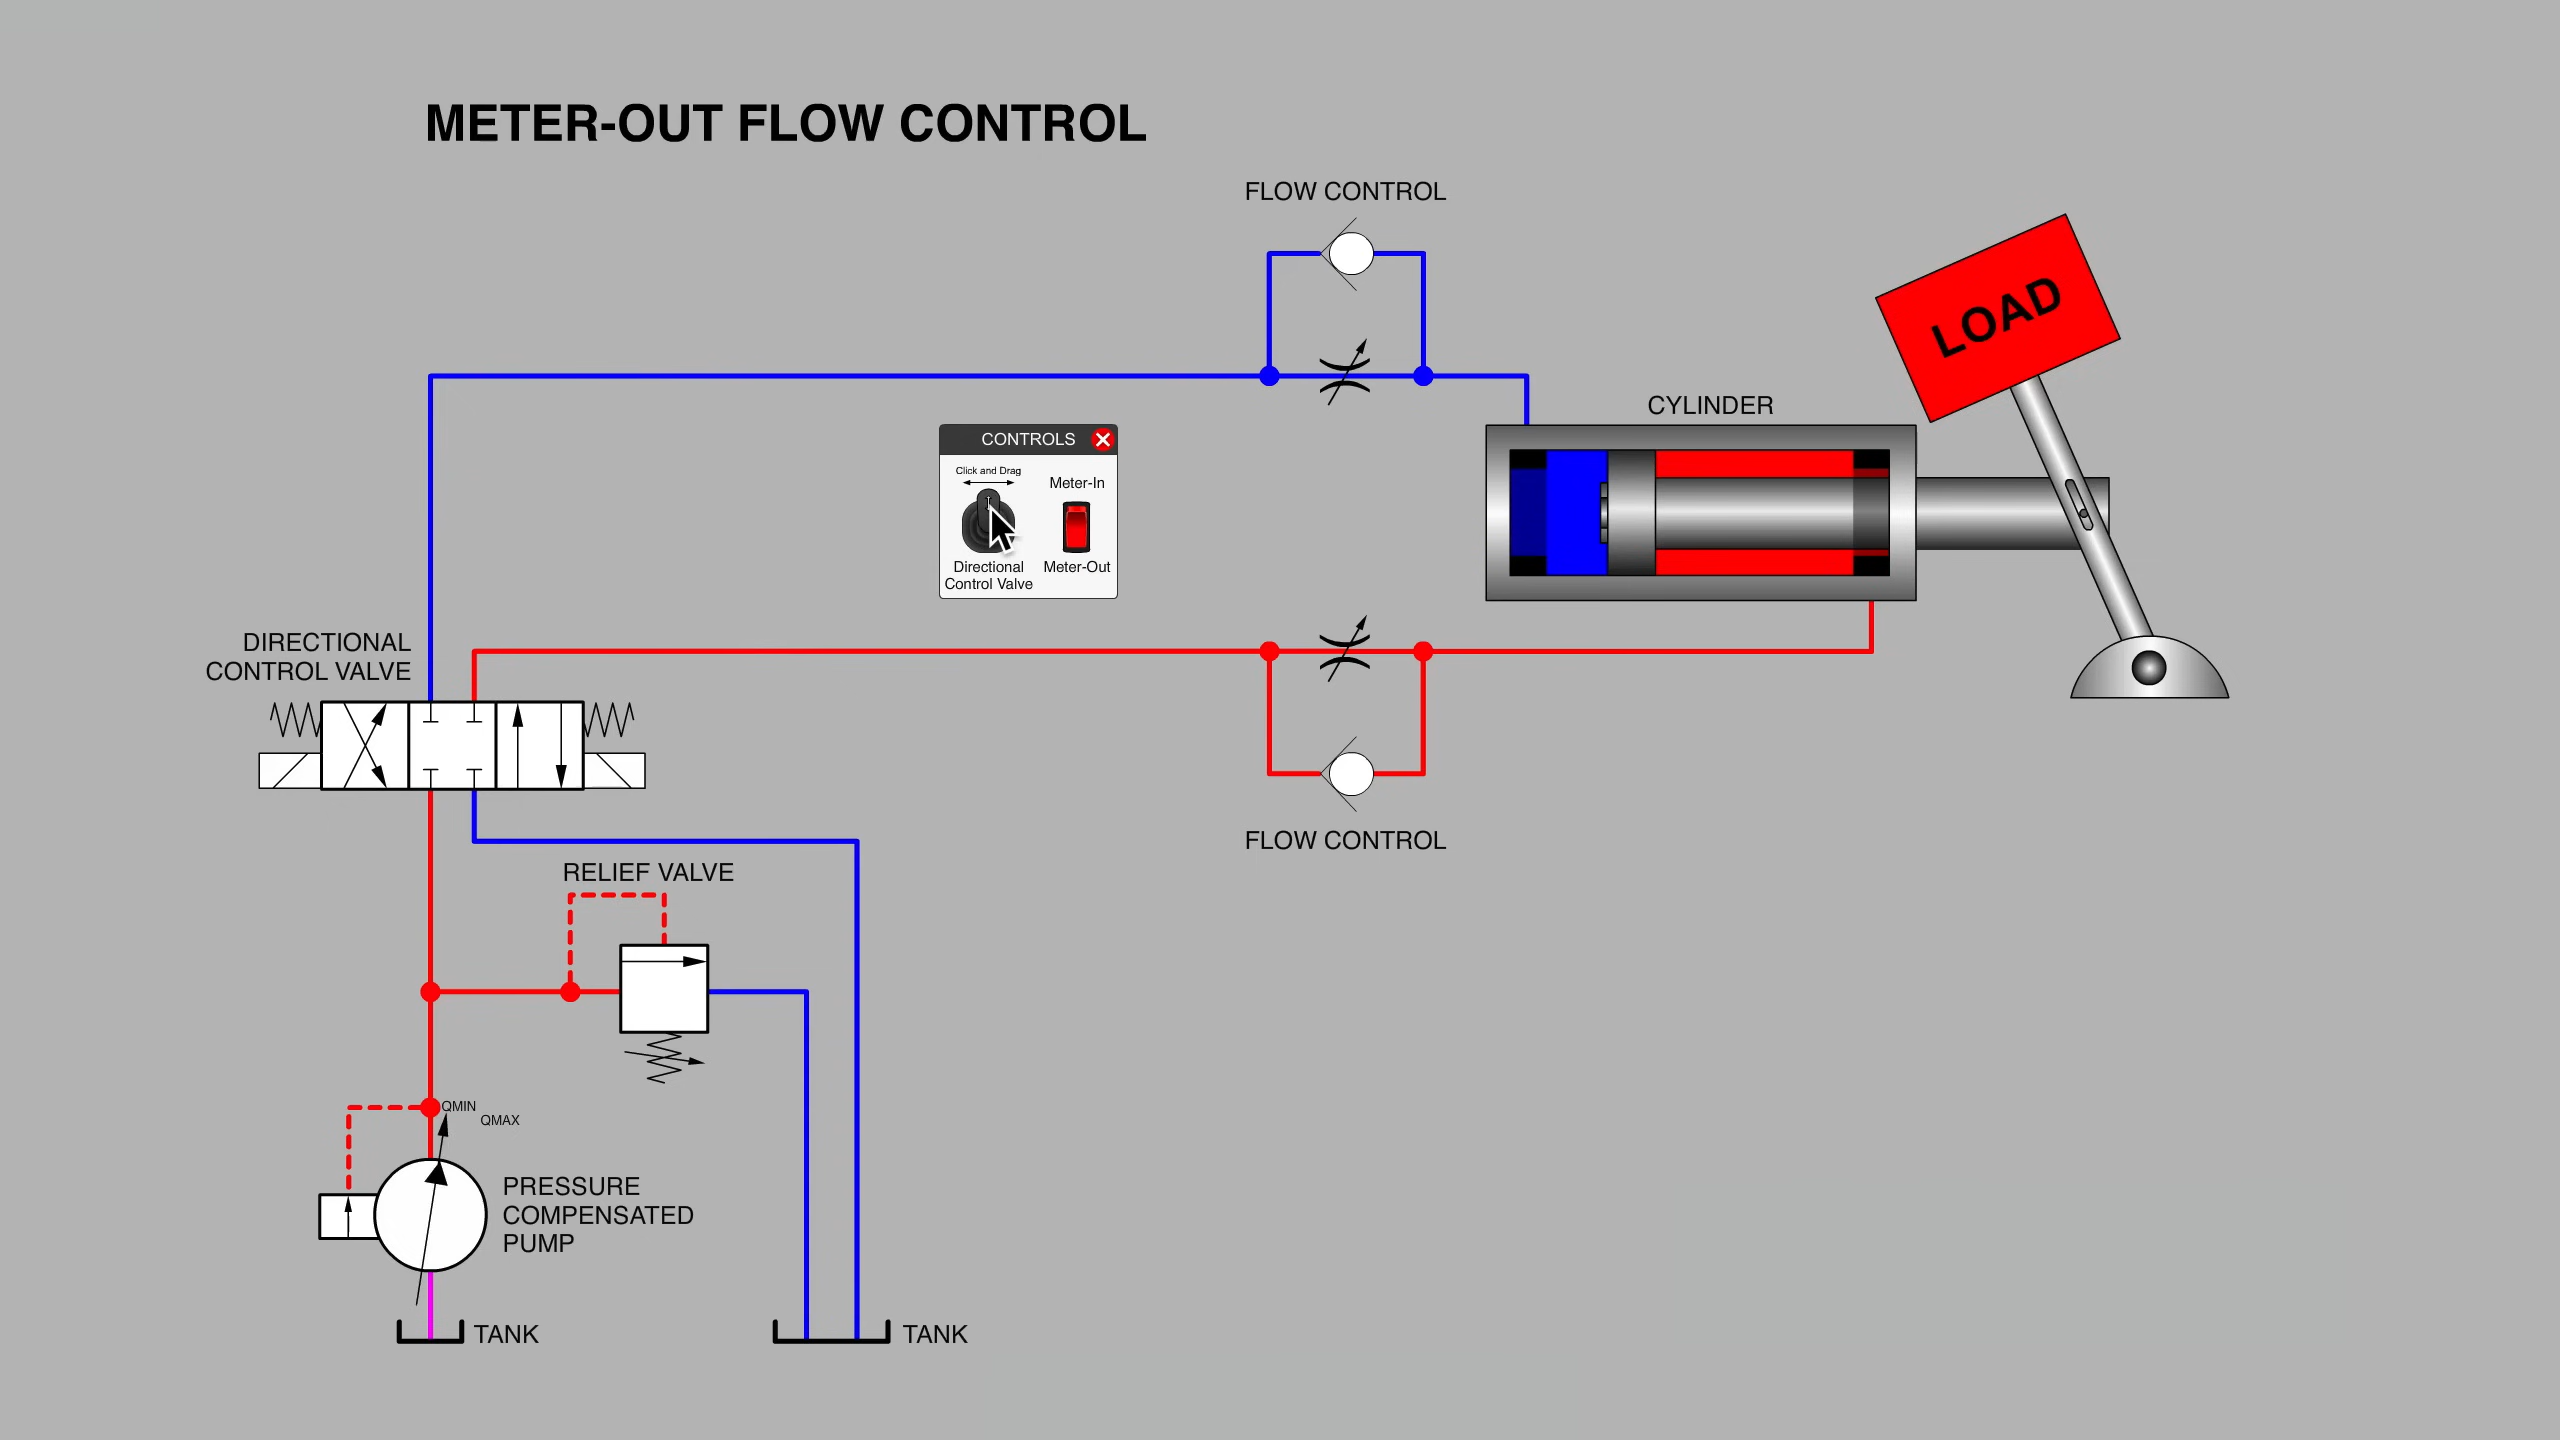 METER-OUT FLOW CONTROL
FLOW CONTROL
LOAD
CYLINDER
CONTROLS
Click and Drag
Meter-In
Directional
Control Valve
Meter-Out
DIRECTIONAL
CONTROL VALVE
FLOW CONTROL
RELIEF VALVE
QMIN
QMAX
PRESSURE
COMPENSATED
PUMP
TANK
TANK